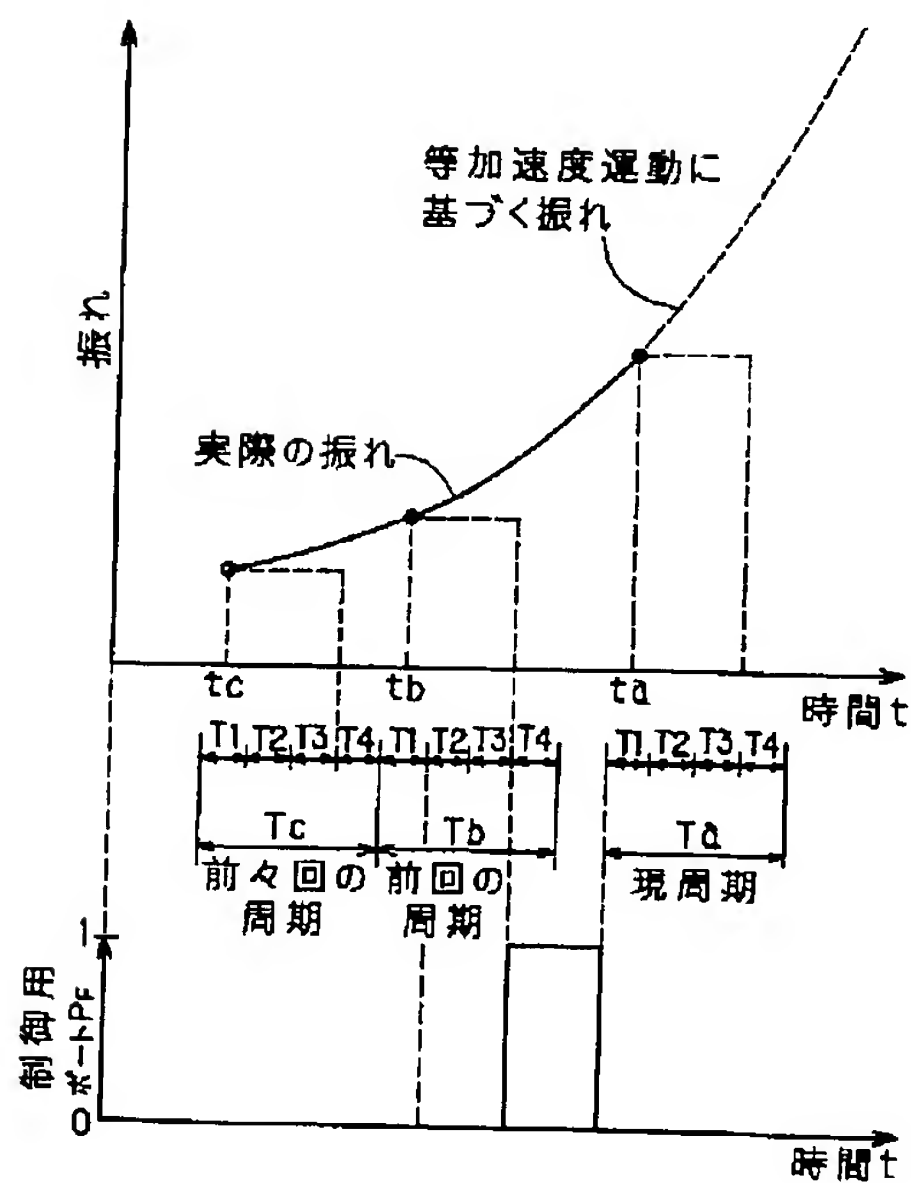 等加速度運動に
基づく振れ
振れ
実際の振れ
tc
tb
ta
時間t
T1 T2 T3 T4 T1 T2 T3 T4
T1 T2 T3 T4
Tc
Tb
Ta
前々回の
周期
前回の
周期
現周期
制御用
ポートPF
1
0
時間t